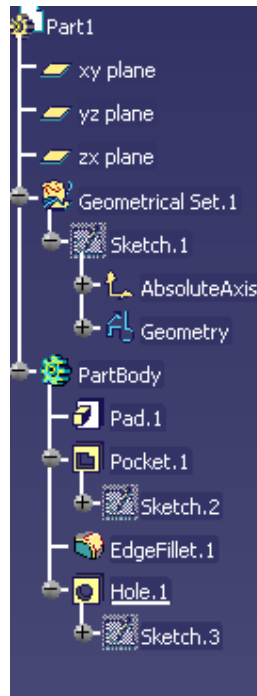 Part1
xy plane
yz plane
zx plane
Geometrical Set.1
Sketch.1
AbsoluteAxis
Geometry
PartBody
Pad.1
Pocket.1
Sketch.2
EdgeFillet.1
Hole.1
Sketch.3